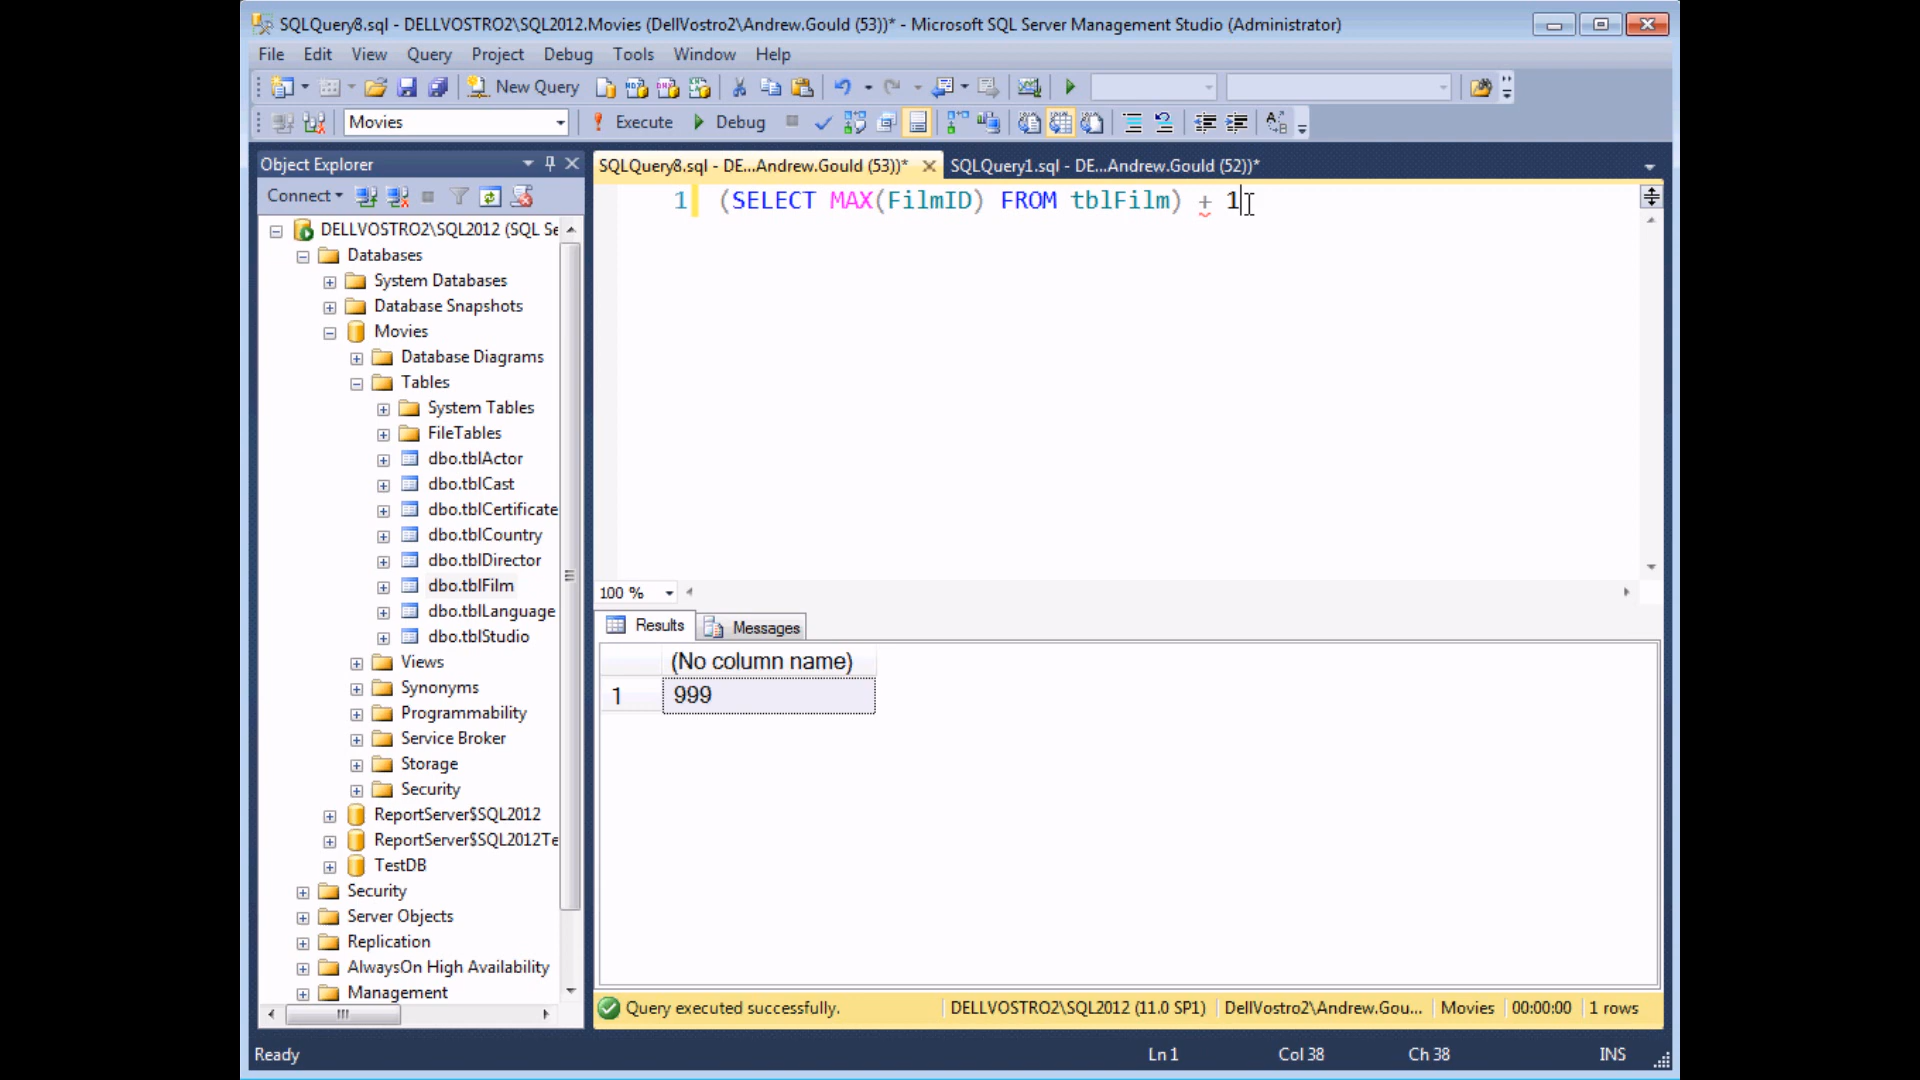 SQLQuery8.sql - DELLVOSTRO2\SQL2012.Movies (DellVostro2\Andrew.Gould (53))* - Microsoft SQL Server Management Studio (Administrator)
File Edit View Query Project Debug Tools Window Help
New Query
Movies Execute Debug
Object Explorer
SQLQuery8.sql - DE...Andrew.Gould (53))* SQLQuery1.sql - DE...Andrew.Gould (52))*
Connect
1 (SELECT MAX(FilmID) FROM tblFilm) + 1
DELLVOSTRO2\SQL2012 (SQL Se
Databases
System Databases
Database Snapshots
Movies
Database Diagrams
Tables
System Tables
FileTables
dbo.tblActor
dbo.tblCast
dbo.tblCertificate
dbo.tblCountry
dbo.tblDirector
dbo.tblFilm
dbo.tblLanguage
dbo.tblStudio
Views
Synonyms
Programmability
Service Broker
Storage
Security
ReportServer$SQL2012
ReportServer$SQL2012Te
TestDB
Security
Server Objects
Replication
AlwaysOn High Availability
Management
100 %
Results Messages
(No column name)
1 999
Query executed successfully. DELLVOSTRO2\SQL2012 (11.0 SP1) DellVostro2\Andrew.Gou... Movies 00:00:00 1 rows
Ready Ln 1 Col 38 Ch 38 INS